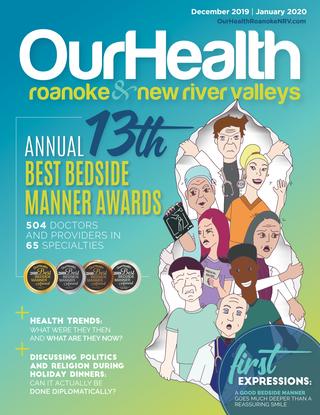 December 2019 | January 2020
OurHealthRoanokeNRV.com
OurHealth
roanoke & new river valleys
ANNUAL 13th
BEST BEDSIDE
MANNER AWARDS
504 DOCTORS
AND PROVIDERS IN
65 SPECIALTIES
+ HEALTH TRENDS:
WHAT WERE THEY THEN
AND WHAT ARE THEY NOW?
+ DISCUSSING POLITICS
AND RELIGION DURING
HOLIDAY DINNERS:
CAN IT ACTUALLY BE
DONE DIPLOMATICALLY?
first
EXPRESSIONS:
A GOOD BEDSIDE MANNER
GOES MUCH DEEPER THAN A
REASSURING SMILE